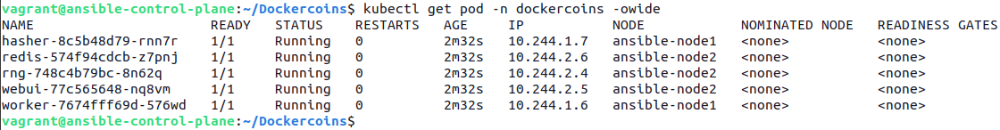 vagrant@ansible-control-plane:~/Dockercoins$ kubectl get pod -n dockercoins -owide
NAME READY STATUS RESTARTS AGE IP NODE NOMINATED NODE READINESS GATES
hasher-8c5b48d79-rnn7r 1/1 Running 0 2m32s 10.244.1.7 ansible-node1 <none> <none>
redis-574f94cdcb-z7pnj 1/1 Running 0 2m32s 10.244.2.6 ansible-node2 <none> <none>
rng-748c4b79bc-8n62q 1/1 Running 0 2m32s 10.244.2.4 ansible-node2 <none> <none>
webui-77c565648-nq8vm 1/1 Running 0 2m32s 10.244.2.5 ansible-node2 <none> <none>
worker-7674fff69d-576wd 1/1 Running 0 2m32s 10.244.1.6 ansible-node1 <none> <none>
vagrant@ansible-control-plane:~/Dockercoins$